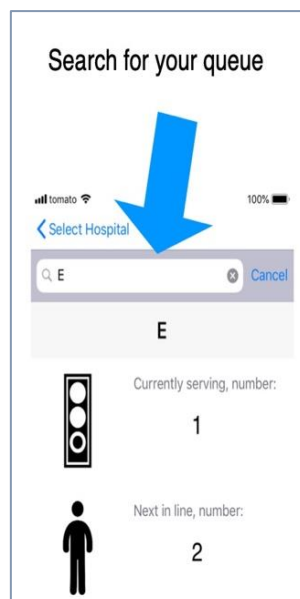 Search for your queue
tomato 100%
Select Hospital
E Cancel
E
Currently serving, number:
1
Next in line, number:
2